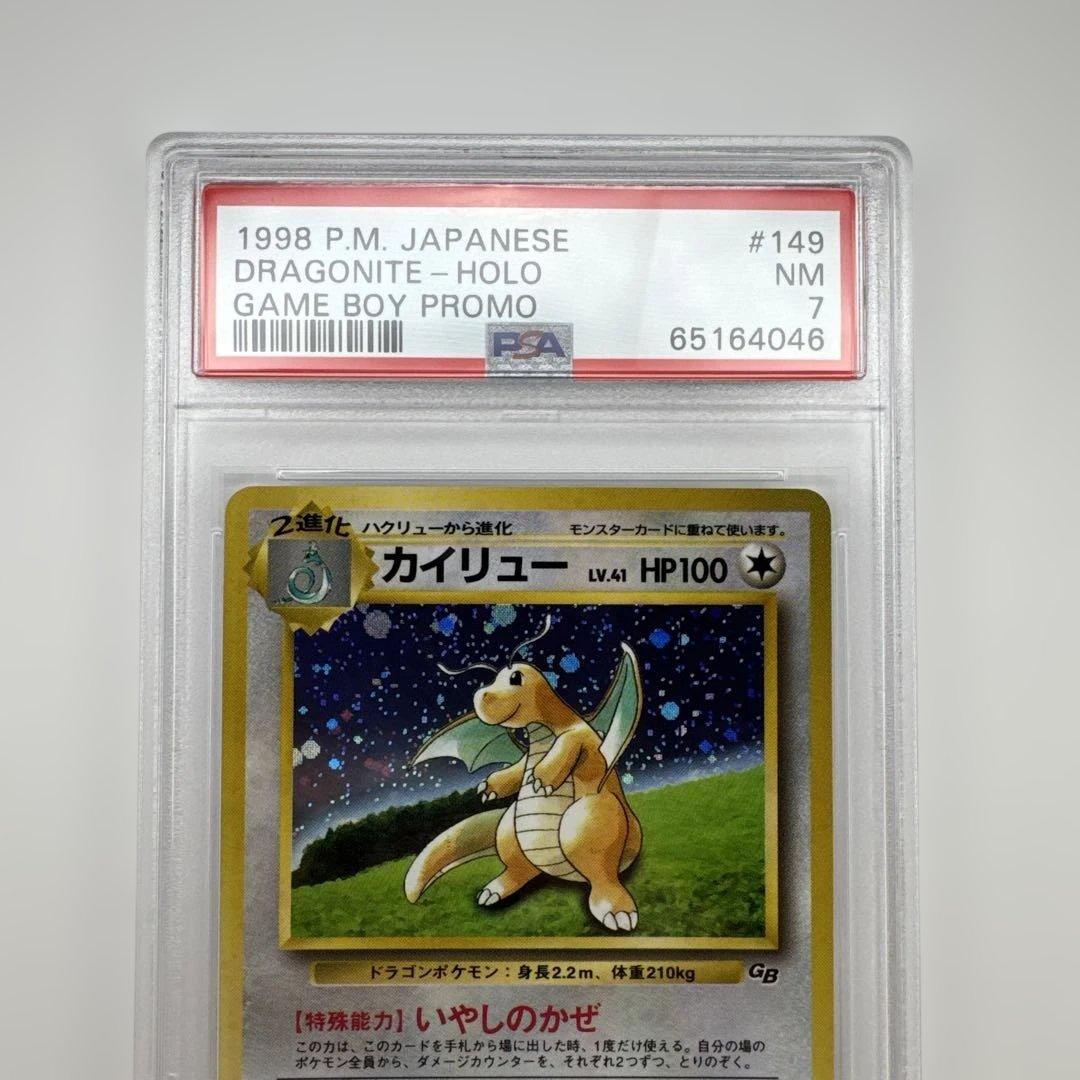 1998 P.M. JAPANESE #149
DRAGONITE-HOLO NM
GAME BOY PROMO 7
PSA 65164046
2進化 ハクリューから進化 モンスターカードに重ねて使います。
カイリュー LV.41 HP100
ドラゴンポケモン：身長2.2m、体重210kg GB
【特殊能力】いやしのかぜ
この力は、このカードを手札から場に出した時、1度だけ使える。自分の場の
ポケモン全員から、ダメージカウンターを、それぞれ2つずつ、とりのぞく。